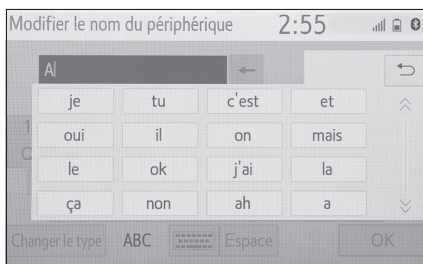 Modifier le nom du périphérique 2:55
A
je tu c'est et
oui il on mais
le ok j'ai la
ça non ah a
Changer le type ABC Espace OK